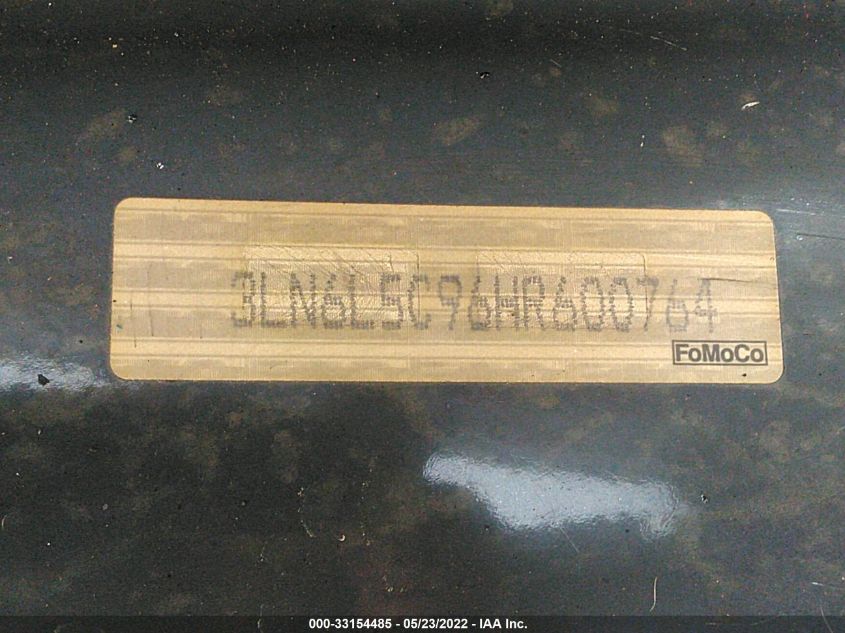 3LN6L5C96HR600764
FoMoCo
000-33154485 - 05/23/2022 - IAA Inc.